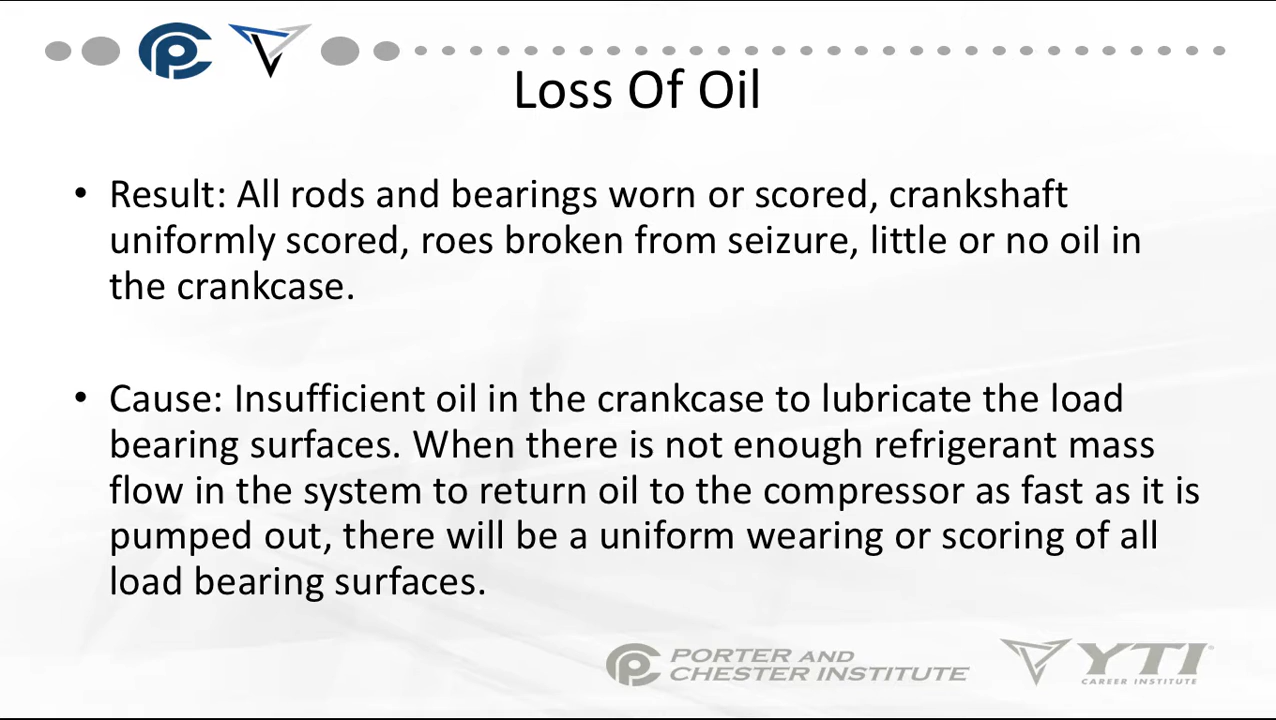 Loss Of Oil
• Result: All rods and bearings worn or scored, crankshaft
uniformly scored, roes broken from seizure, little or no oil in
the crankcase.
• Cause: Insufficient oil in the crankcase to lubricate the load
bearing surfaces. When there is not enough refrigerant mass
flow in the system to return oil to the compressor as fast as it is
pumped out, there will be a uniform wearing or scoring of all
load bearing surfaces.
PORTER AND
CHESTER INSTITUTE
YTI
CAREER INSTITUTE